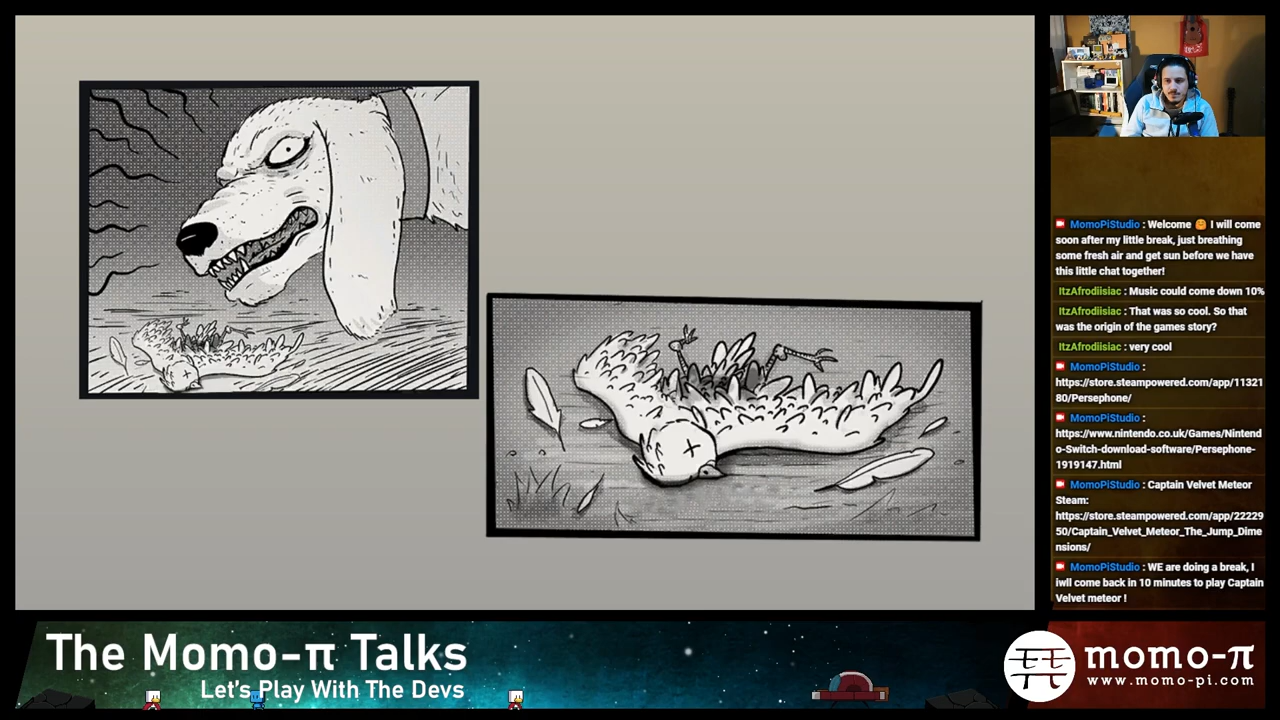 MomoPiStudio : Welcome 🤗 I will come
soon after my little break, just breathing
some fresh air and get sun before we have
this little chat together!
ItzAfrodiisiac : Music could come down 10%
ItzAfrodiisiac : That was so cool. So that
was the origin of the games story?
ItzAfrodiisiac : very cool
MomoPiStudio :
https://store.steampowered.com/app/11321
80/Persephone/
MomoPiStudio :
https://www.nintendo.co.uk/Games/Nintend
o-Switch-download-software/Persephone-
1919147.html
MomoPiStudio : Captain Velvet Meteor
Steam:
https://store.steampowered.com/app/22229
50/Captain_Velvet_Meteor_The_Jump_Dime
nsions/
MomoPiStudio : WE are doing a break, I
iwll come back in 10 minutes to play Captain
Velvet meteor !
The Momo-π Talks
Let's Play With The Devs
momo-π
www.momo-pi.com